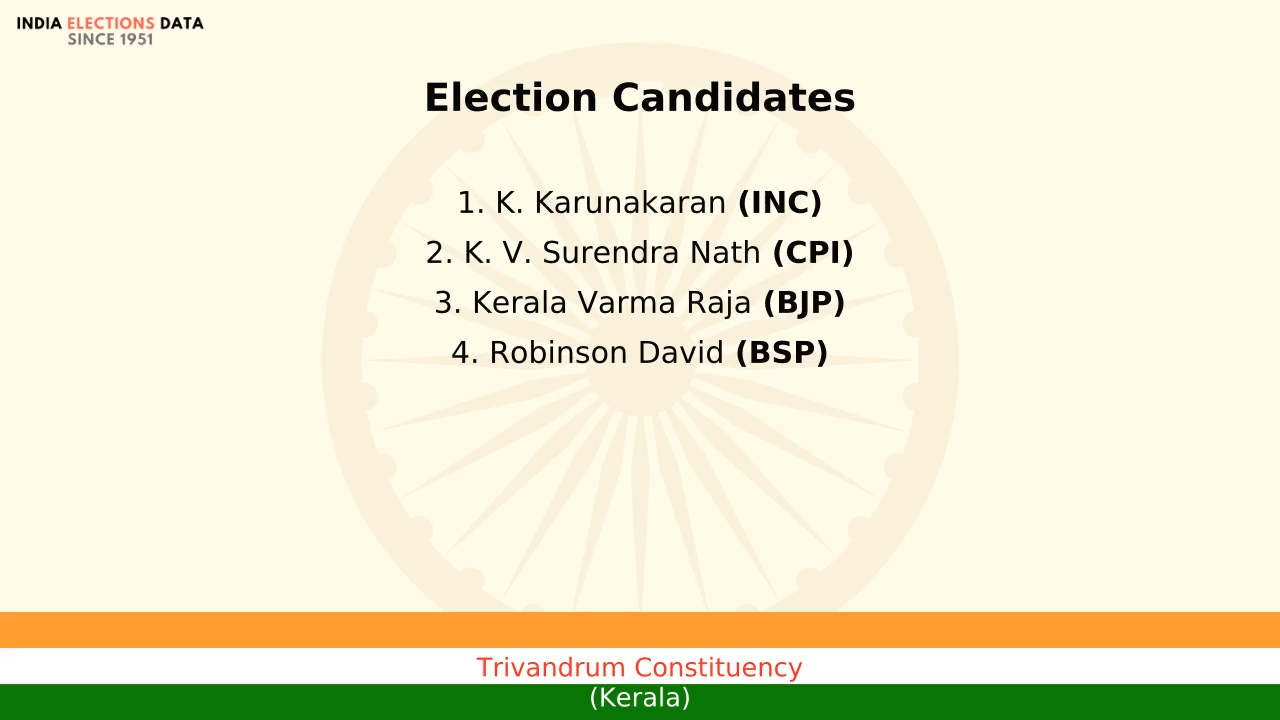 INDIA ELECTIONS DATA
SINCE 1951
Election Candidates
1. K. Karunakaran (INC)
2. K. V. Surendra Nath (CPI)
3. Kerala Varma Raja (BJP)
4. Robinson David (BSP)
Trivandrum Constituency
(Kerala)